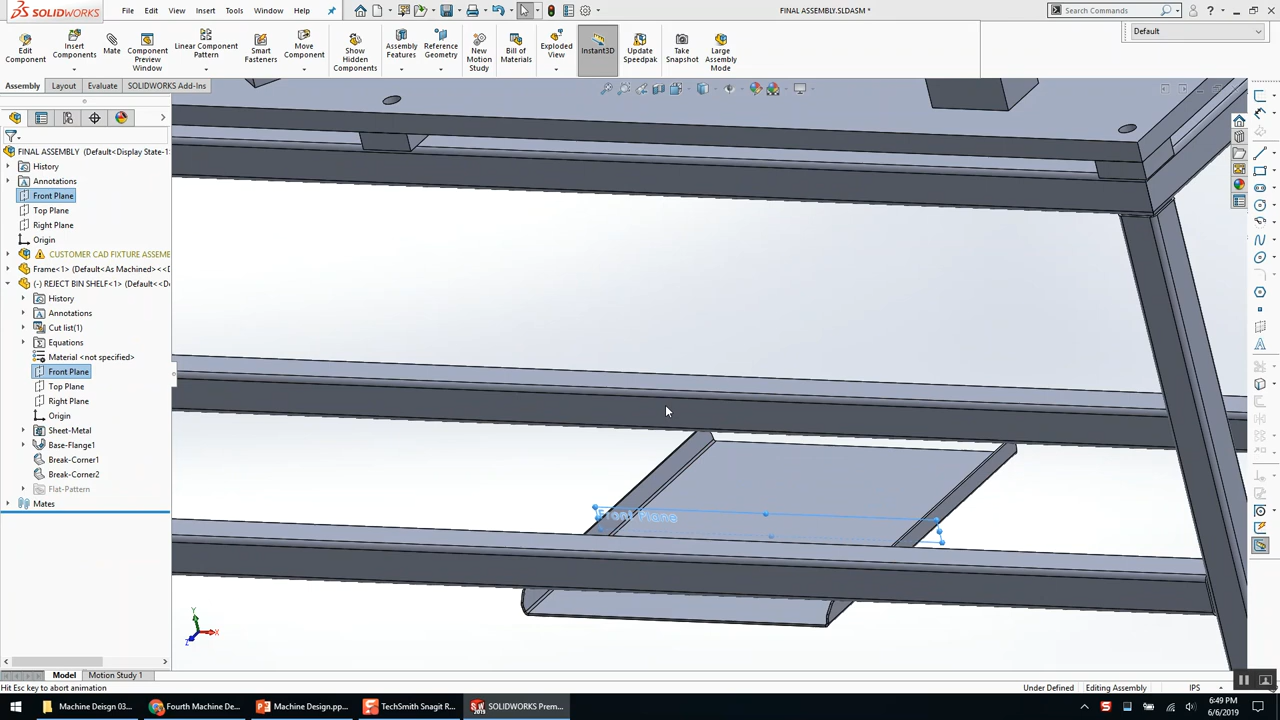 SOLIDWORKS File Edit View Insert Tools Window Help FINAL ASSEMBLY.SLDASM * Search Commands
Edit Component
Insert Components
Mate
Component Preview Window
Linear Component Pattern
Smart Fasteners
Move Component
Show Hidden Components
Assembly Features
Reference Geometry
New Motion Study
Bill of Materials
Exploded View
Instant3D
Update Speedpak
Take Snapshot
Large Assembly Mode
Default
Assembly Layout Evaluate SOLIDWORKS Add-Ins
FINAL ASSEMBLY (Default<Display State-1
History
Annotations
Front Plane
Top Plane
Right Plane
Origin
CUSTOMER CAD FIXTURE ASSEMB
Frame<1> (Default<As Machined><<D
(-) REJECT BIN SHELF<1> (Default<<D
History
Annotations
Cut list(1)
Equations
Material <not specified>
Front Plane
Top Plane
Right Plane
Origin
Sheet-Metal
Base-Flange1
Break-Corner1
Break-Corner2
Flat-Pattern
Mates
Front Plane
Y
X
Z
Model Motion Study 1
Hit Esc key to abort animation Under Defined Editing Assembly IPS
Machine Deisgn 03... Fourth Machine De... Machine Design.pp... TechSmith Snagit R... SOLIDWORKS Prem...
6:49 PM
6/6/2019